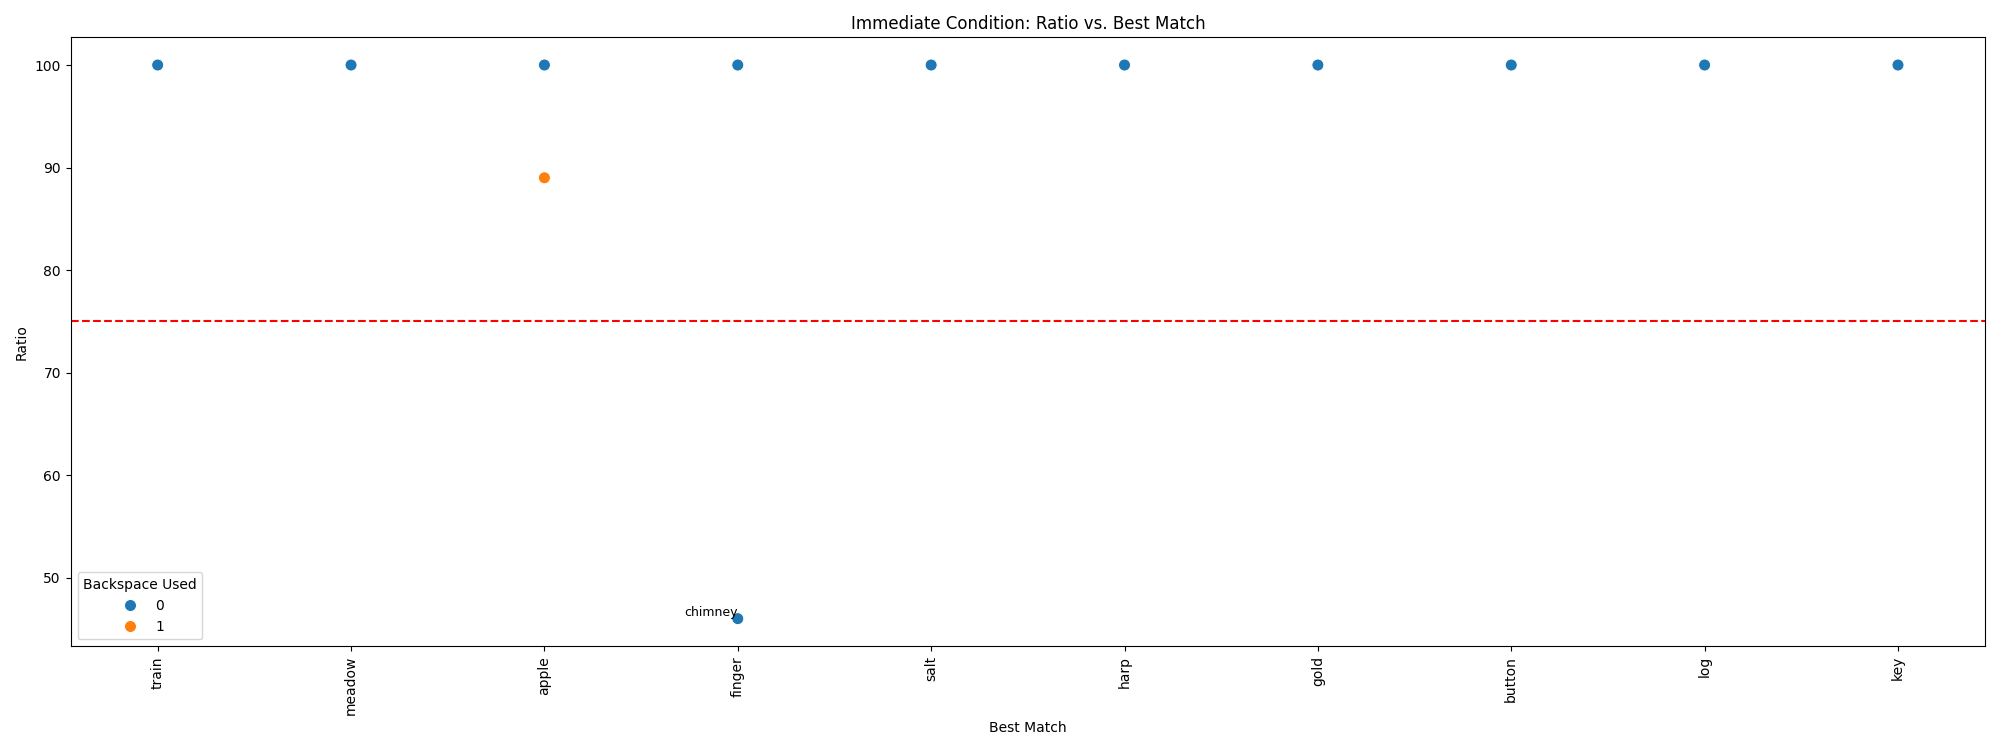 Immediate Condition: Ratio vs. Best Match
Ratio
100
90
80
70
60
50
chimney
Backspace Used
0
1
train
meadow
apple
finger
salt
harp
gold
button
log
key
Best Match